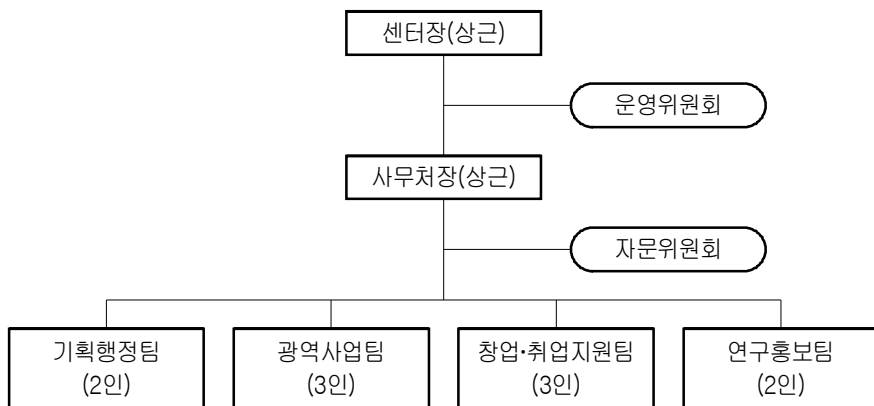 센터장(상근)
운영위원회
사무처장(상근)
자문위원회
기획행정팀
(2인)
광역사업팀
(3인)
창업·취업지원팀
(3인)
연구홍보팀
(2인)